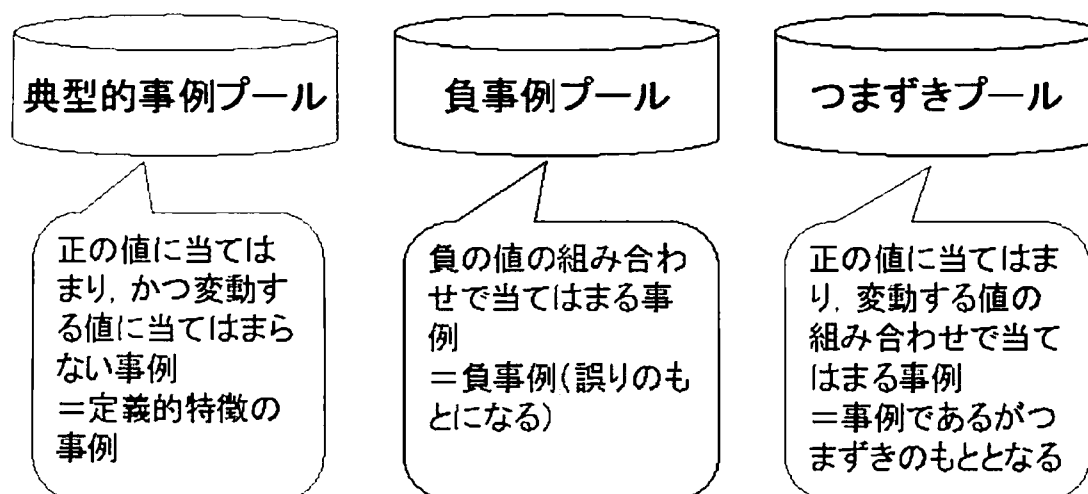 典型的事例プール
負事例プール
つまずきプール
正の値に当ては
まり, かつ変動す
る値に当てはまら
ない事例
＝定義的特徴の
事例
負の値の組み合わ
せで当てはまる事
例
＝負事例(誤りのも
とになる)
正の値に当てはま
り, 変動する値の
組み合わせで当て
はまる事例
＝事例であるがつ
まずきのもととなる